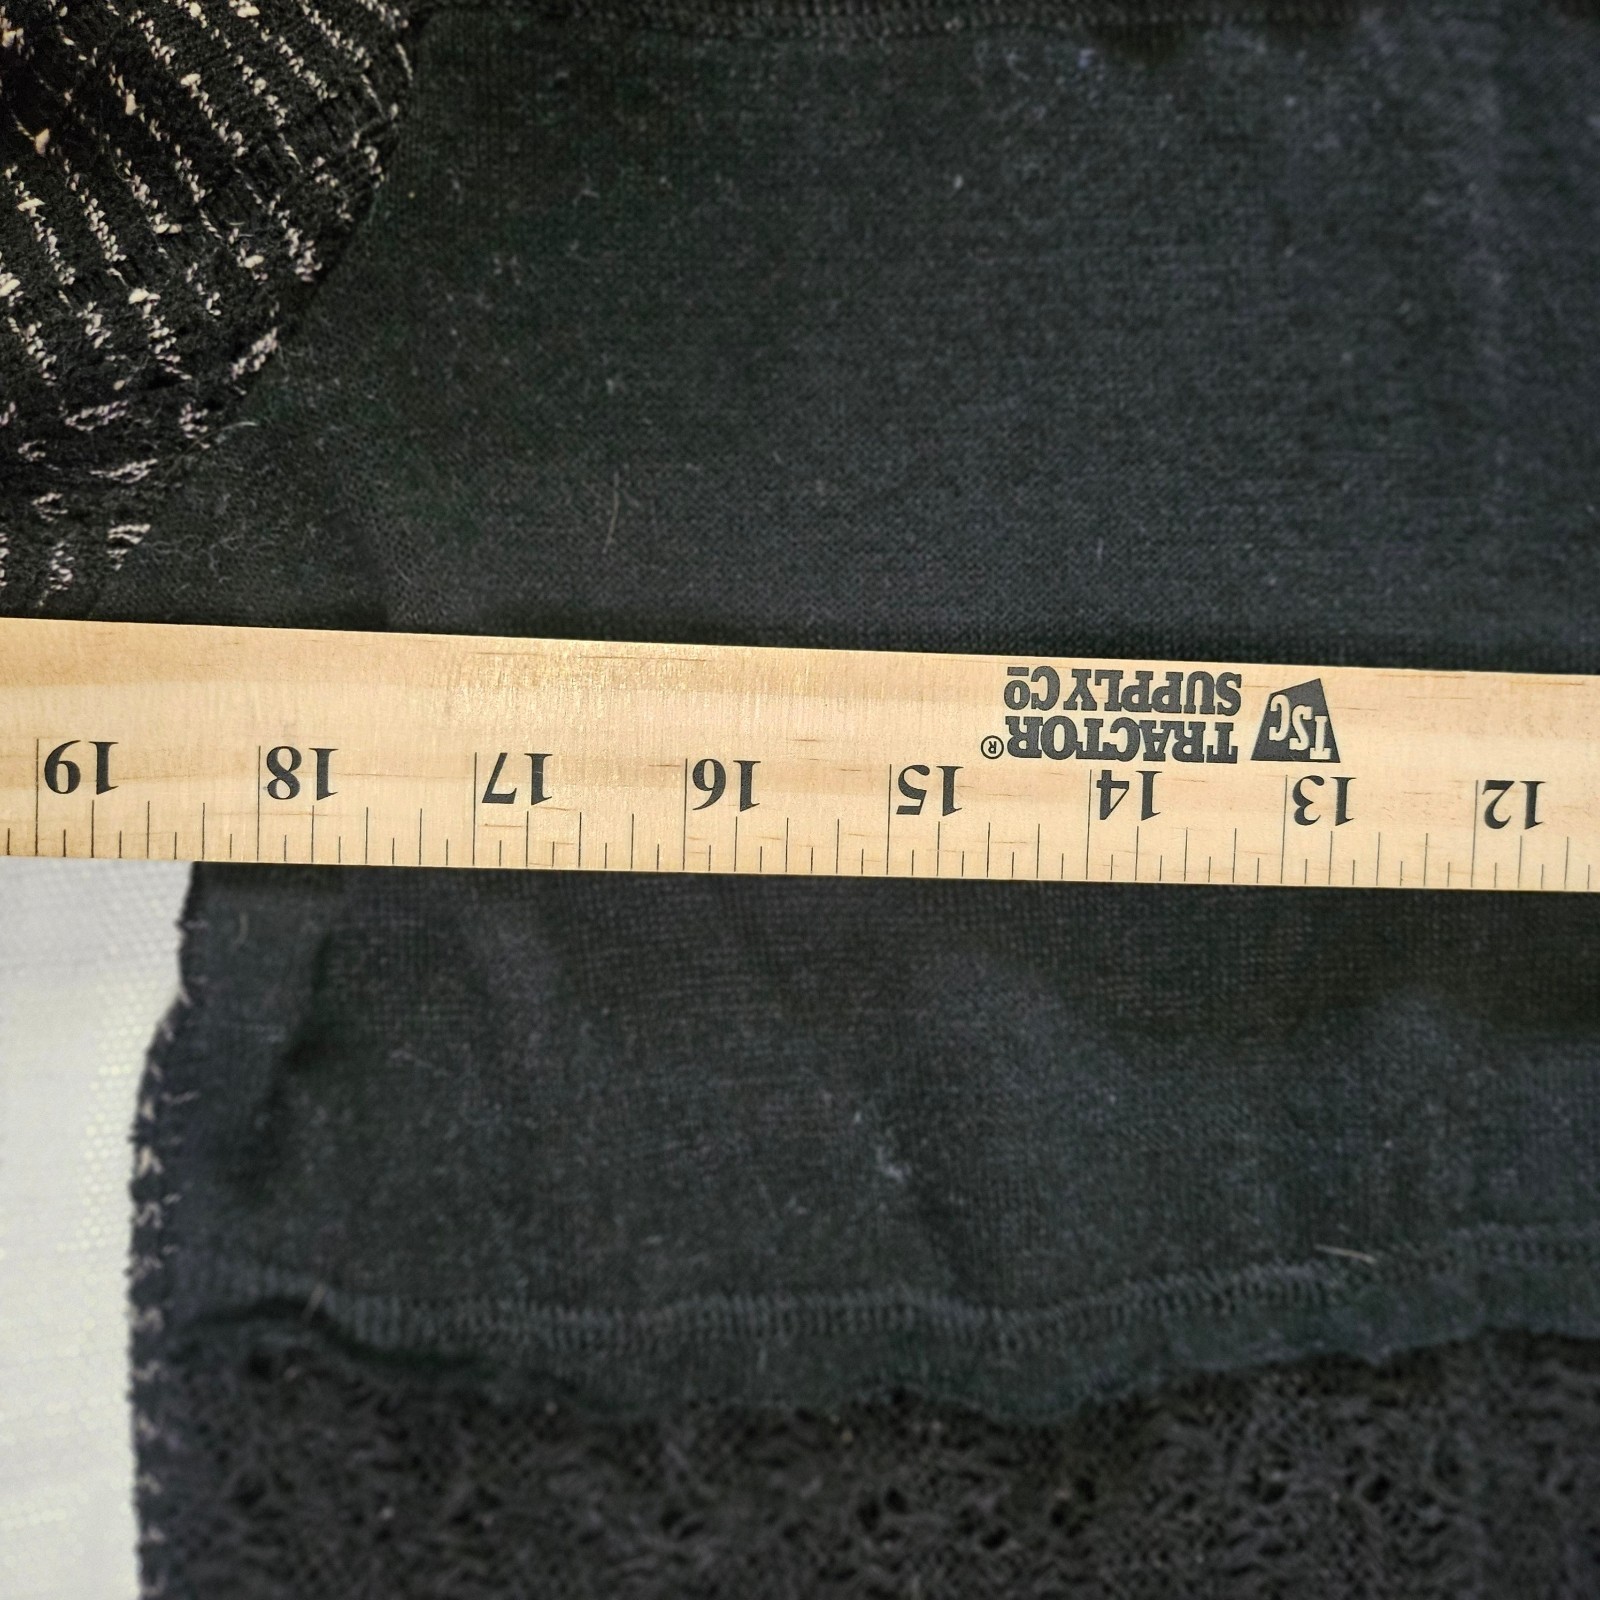 TSC TRACTOR
SUPPLY CO
12 13 14 15 16 17 18 19